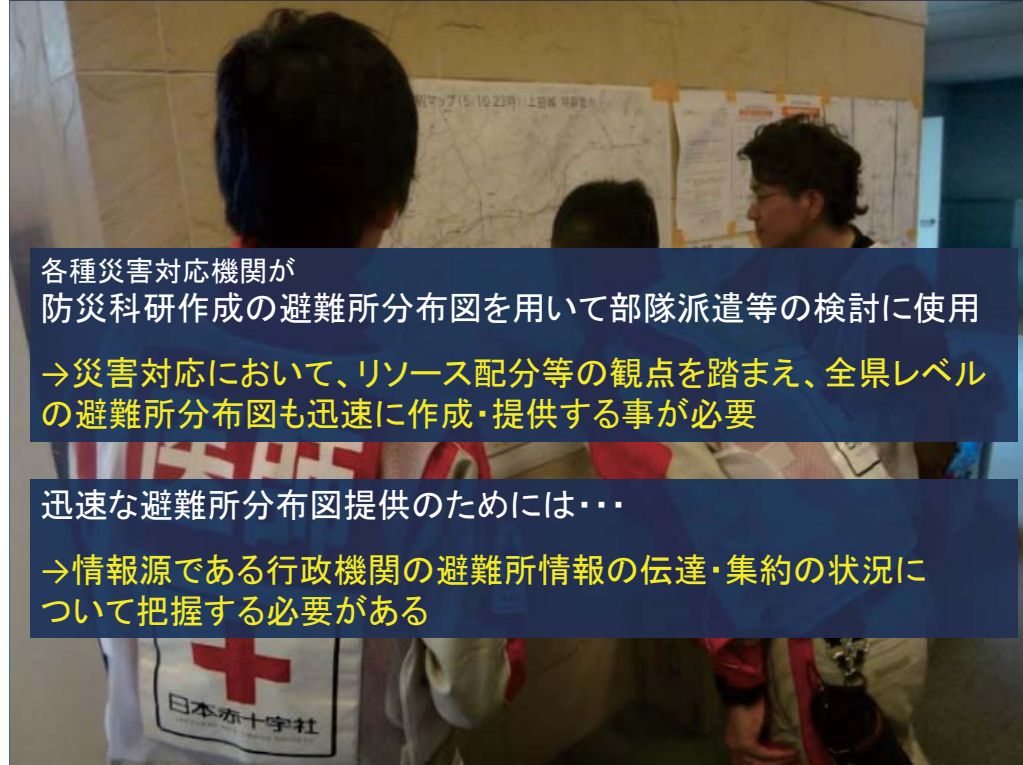 各種災害対応機関が
防災科研作成の避難所分布図を用いて部隊派遣等の検討に使用
→災害対応において、リソース配分等の観点を踏まえ、全県レベル
の避難所分布図も迅速に作成・提供する事が必要
医師
迅速な避難所分布図提供のためには・・・
→情報源である行政機関の避難所情報の伝達・集約の状況に
ついて把握する必要がある
日本赤十字社